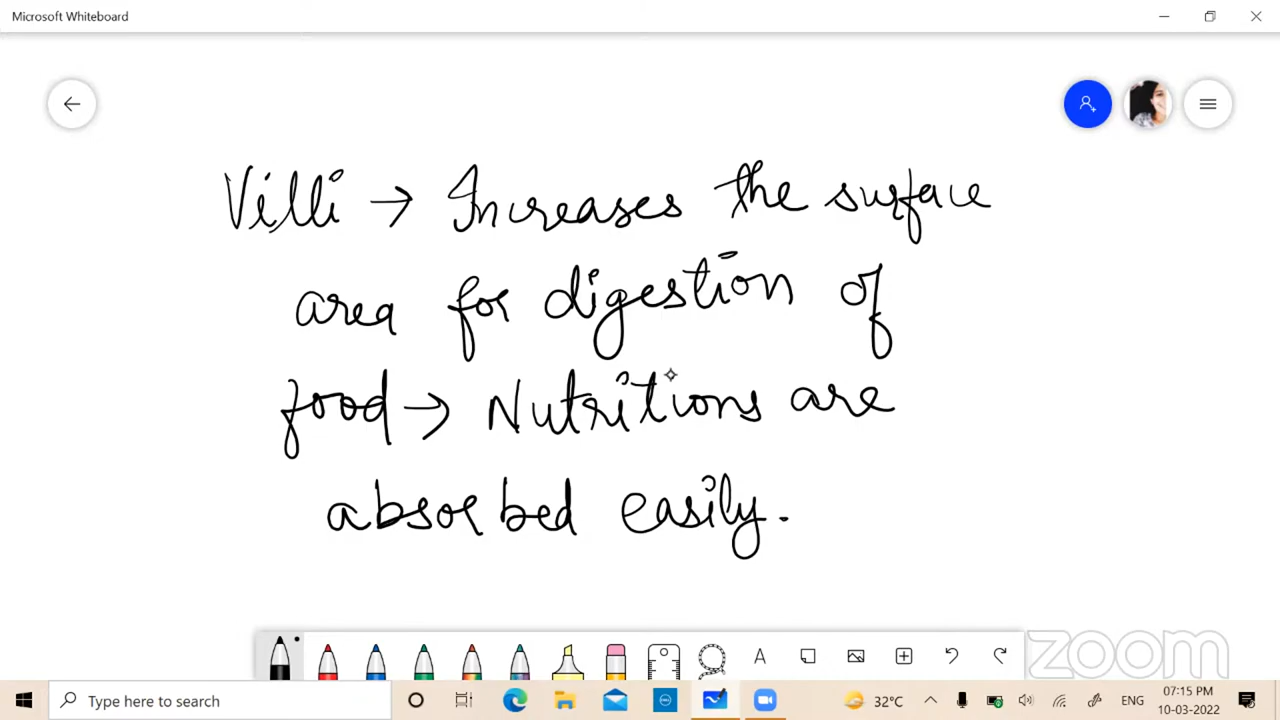 Microsoft Whiteboard
Villi → Increases the surface
area for digestion of
food → Nutritions are
absorbed easily.
zoom
Type here to search
32°C
ENG
07:15 PM
10-03-2022